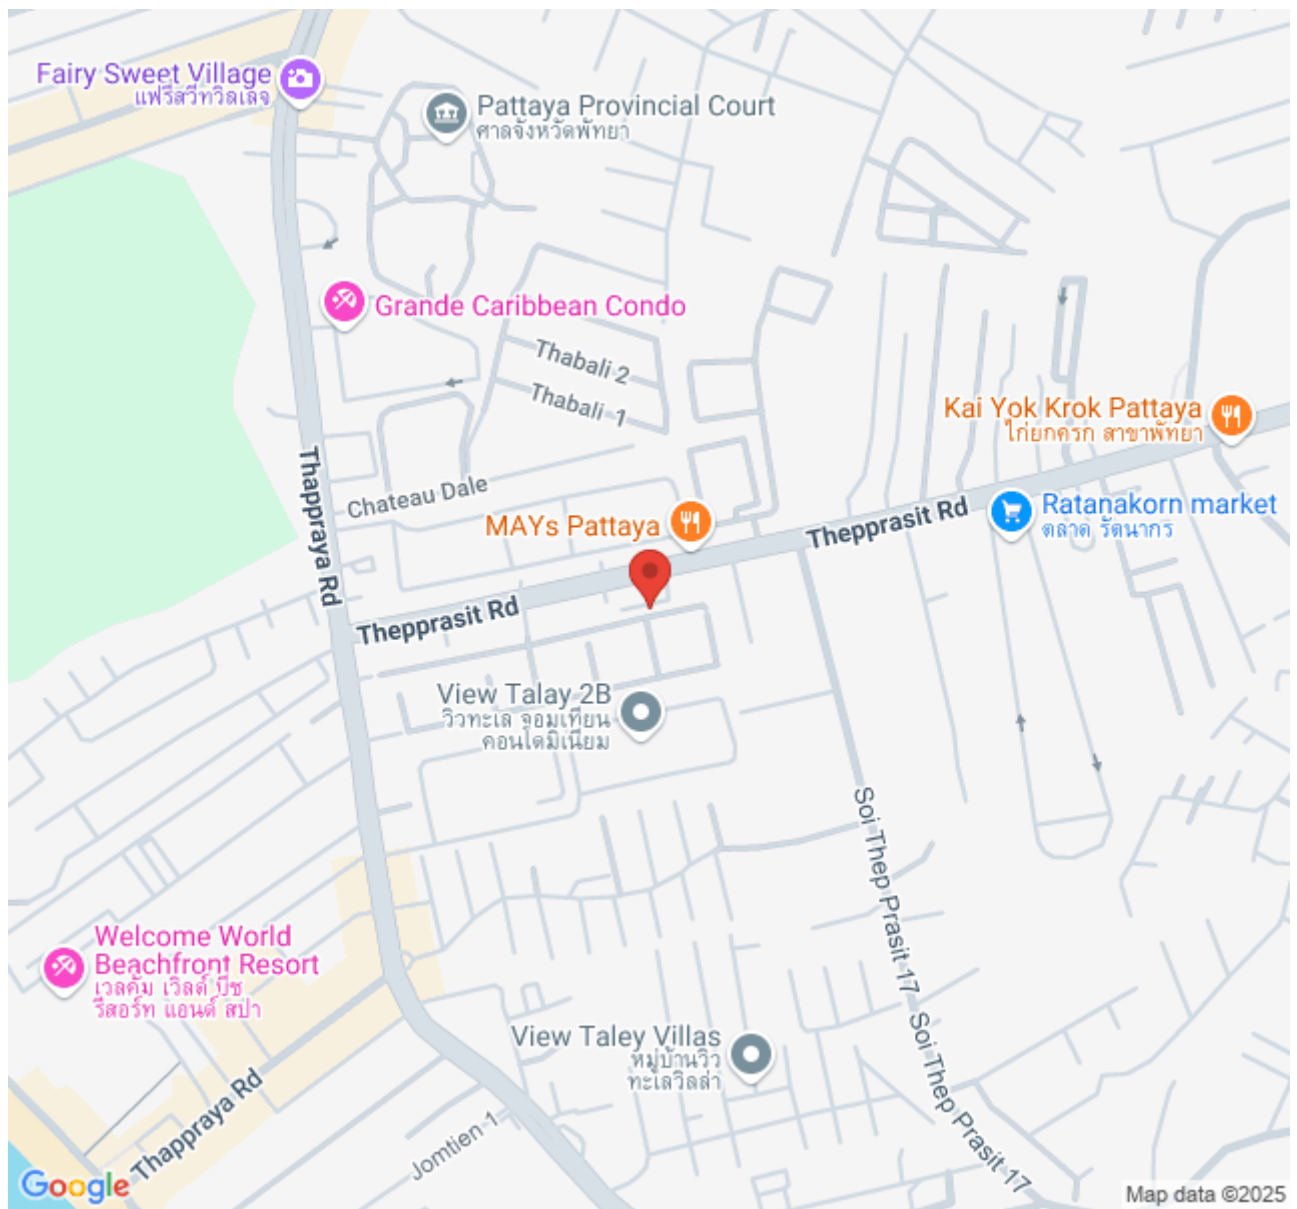 Fairy Sweet Village
แฟรีสวีทวิลเลจ
Pattaya Provincial Court
ศาลจังหวัดพัทยา
Grande Caribbean Condo
Thabali 2
Thabali 1
Kai Yok Krok Pattaya
ไก่ยกครก สาขาพัทยา
Chateau Dale
Thappraya Rd
MAYs Pattaya
Ratanakorn market
ตลาด รัตนากร
Thepprasit Rd
Thepprasit Rd
View Talay 2B
วิวทะเล จอมเทียน
คอนโดมิเนียม
Soi Thep Prasit 17
Welcome World
Beachfront Resort
เวลคัม เวิลด์ บีช
รีสอร์ท แอนด์ สปา
View Taley Villas
หมู่บ้านวิว
ทะเลวิลล่า
Soi Thep Prasit 17
Thappraya Rd
Jomtien 1
Google
Map data ©2025